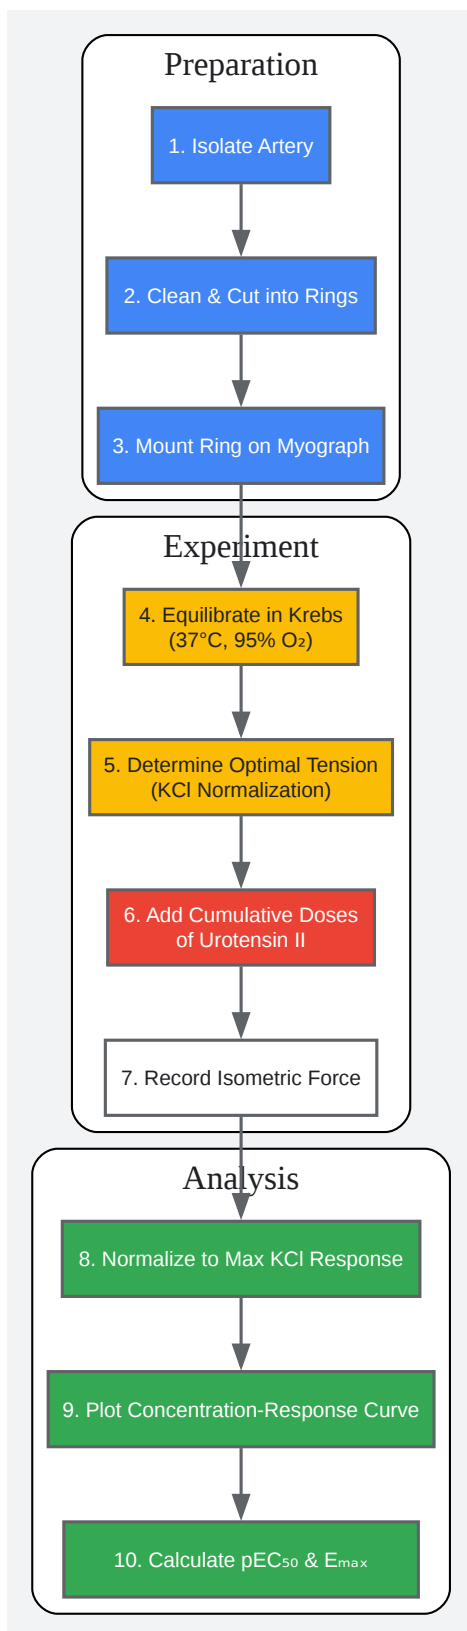 Preparation
1. Isolate Artery
2. Clean & Cut into Rings
3. Mount Ring on Myograph
Experiment
4. Equilibrate in Krebs
(37°C, 95% O₂)
5. Determine Optimal Tension
(KCl Normalization)
6. Add Cumulative Doses
of Urotensin II
7. Record Isometric Force
Analysis
8. Normalize to Max KCl Response
9. Plot Concentration-Response Curve
10. Calculate pEC₅₀ & Eₘₐₓ